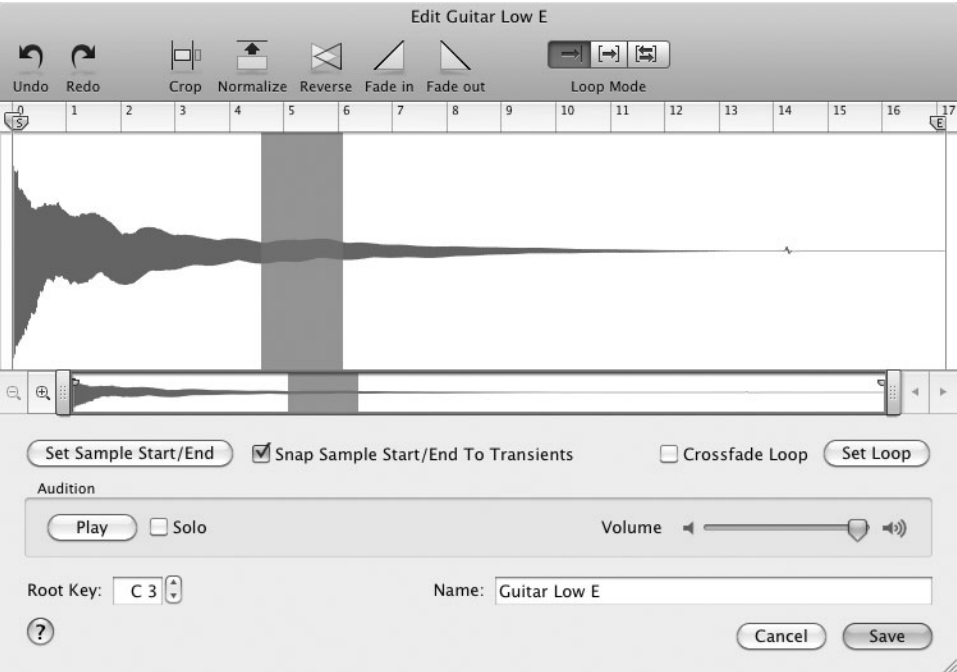 Edit Guitar Low E
Undo Redo Crop Normalize Reverse Fade in Fade out Loop Mode
0 1 2 3 4 5 6 7 8 9 10 11 12 13 14 15 16 17
S E
Set Sample Start/End Snap Sample Start/End To Transients Crossfade Loop Set Loop
Audition
Play Solo Volume
Root Key: C 3 Name: Guitar Low E
? Cancel Save